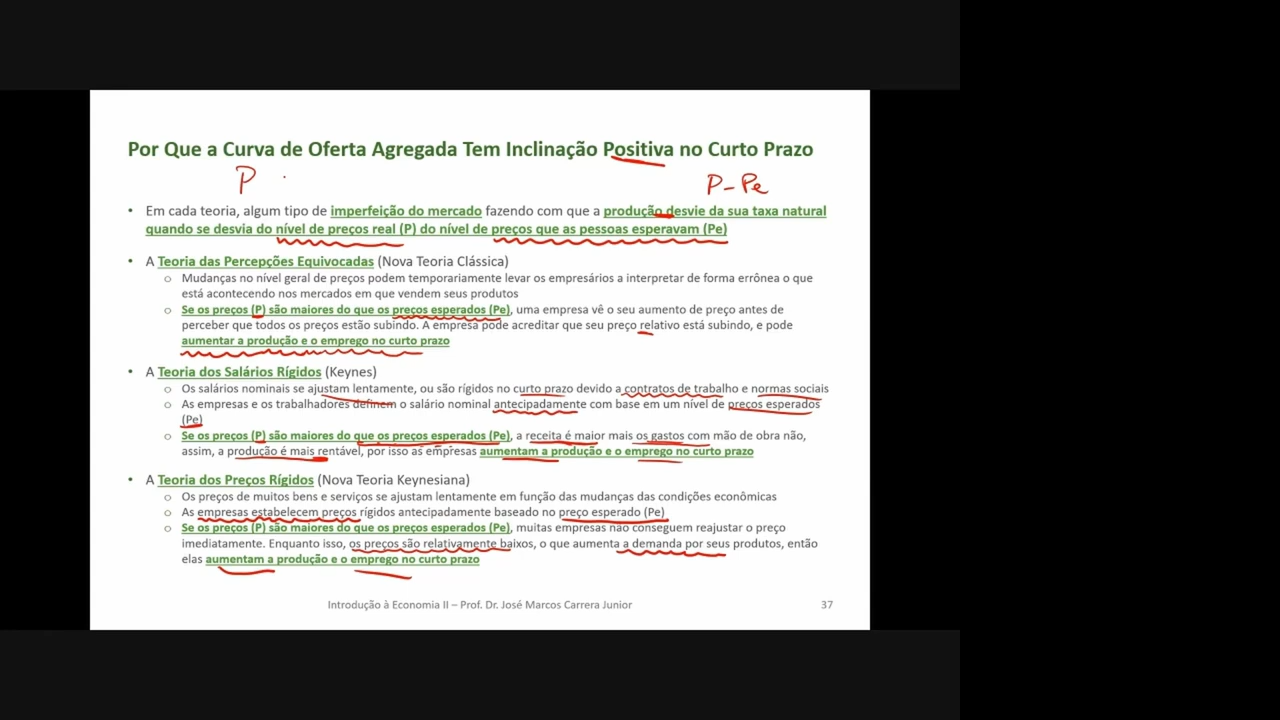 Por Que a Curva de Oferta Agregada Tem Inclinação Positiva no Curto Prazo
P
P-Pe
• Em cada teoria, algum tipo de imperfeição do mercado fazendo com que a produção desvie da sua taxa natural
quando se desvia do nível de preços real (P) do nível de preços que as pessoas esperavam (Pe)
• A Teoria das Percepções Equivocadas (Nova Teoria Clássica)
o Mudanças no nível geral de preços podem temporariamente levar os empresários a interpretar de forma errônea o que
está acontecendo nos mercados em que vendem seus produtos
o Se os preços (P) são maiores do que os preços esperados (Pe), uma empresa vê o seu aumento de preço antes de
perceber que todos os preços estão subindo. A empresa pode acreditar que seu preço relativo está subindo, e pode
aumentar a produção e o emprego no curto prazo
• A Teoria dos Salários Rígidos (Keynes)
o Os salários nominais se ajustam lentamente, ou são rígidos no curto prazo devido a contratos de trabalho e normas sociais
o As empresas e os trabalhadores definem o salário nominal antecipadamente com base em um nível de preços esperados
(Pe)
o Se os preços (P) são maiores do que os preços esperados (Pe), a receita é maior mais os gastos com mão de obra não,
assim, a produção é mais rentável, por isso as empresas aumentam a produção e o emprego no curto prazo
• A Teoria dos Preços Rígidos (Nova Teoria Keynesiana)
o Os preços de muitos bens e serviços se ajustam lentamente em função das mudanças das condições econômicas
o As empresas estabelecem preços rígidos antecipadamente baseado no preço esperado (Pe)
o Se os preços (P) são maiores do que os preços esperados (Pe), muitas empresas não conseguem reajustar o preço
imediatamente. Enquanto isso, os preços são relativamente baixos, o que aumenta a demanda por seus produtos, então
elas aumentam a produção e o emprego no curto prazo
Introdução à Economia II – Prof. Dr. José Marcos Carrera Junior
37